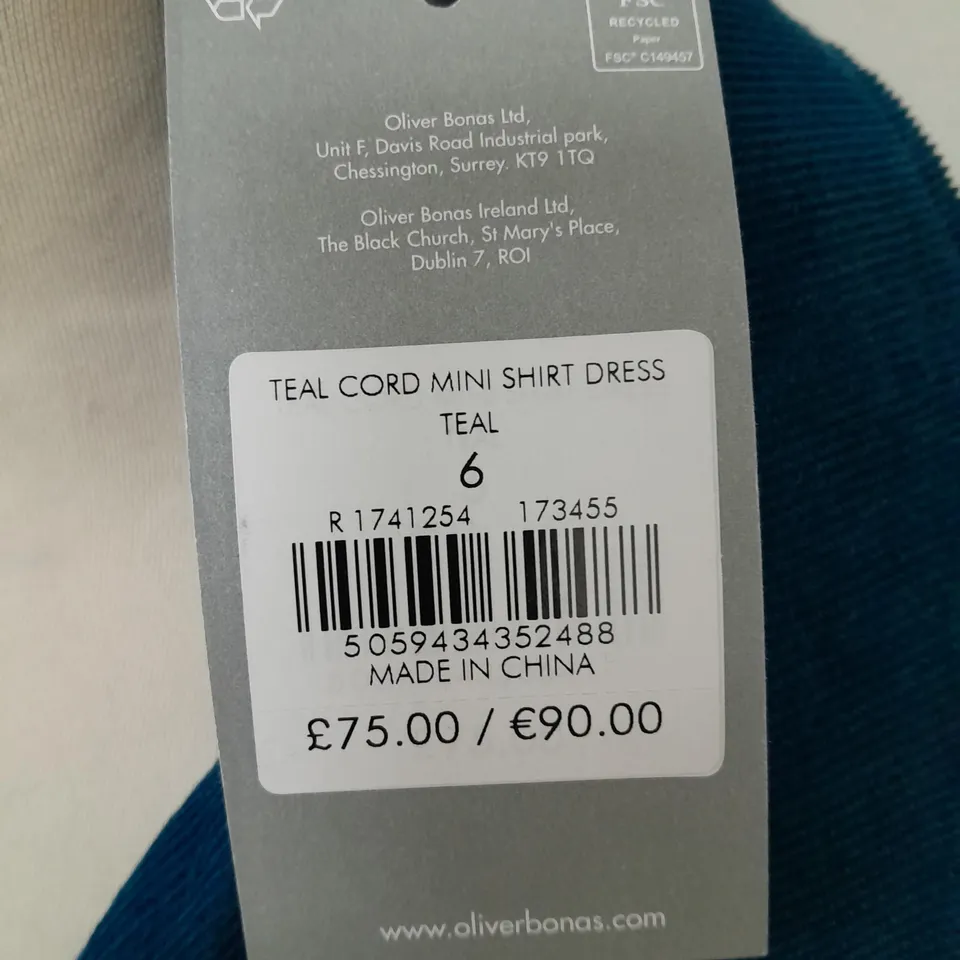 FSC
RECYCLED
Paper
FSC® C149457
Oliver Bonas Ltd,
Unit F, Davis Road Industrial park,
Chessington, Surrey. KT9 1TQ
Oliver Bonas Ireland Ltd,
The Black Church, St Mary's Place,
Dublin 7, ROI
TEAL CORD MINI SHIRT DRESS
TEAL
6
R 1741254 173455
5059434352488
MADE IN CHINA
£75.00 / €90.00
www.oliverbonas.com